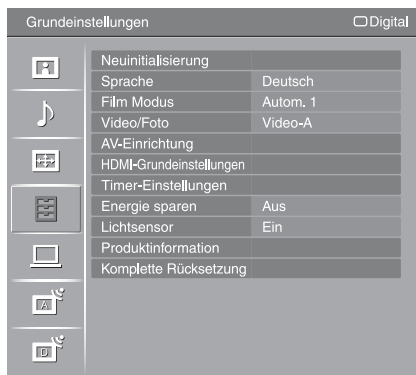 Grundeinstellungen Digital
Neuinitialisierung
Sprache Deutsch
Film Modus Autom. 1
Video/Foto Video-A
AV-Einrichtung
HDMI-Grundeinstellungen
Timer-Einstellungen
Energie sparen Aus
Lichtsensor Ein
Produktinformation
Komplette Rücksetzung
A
D